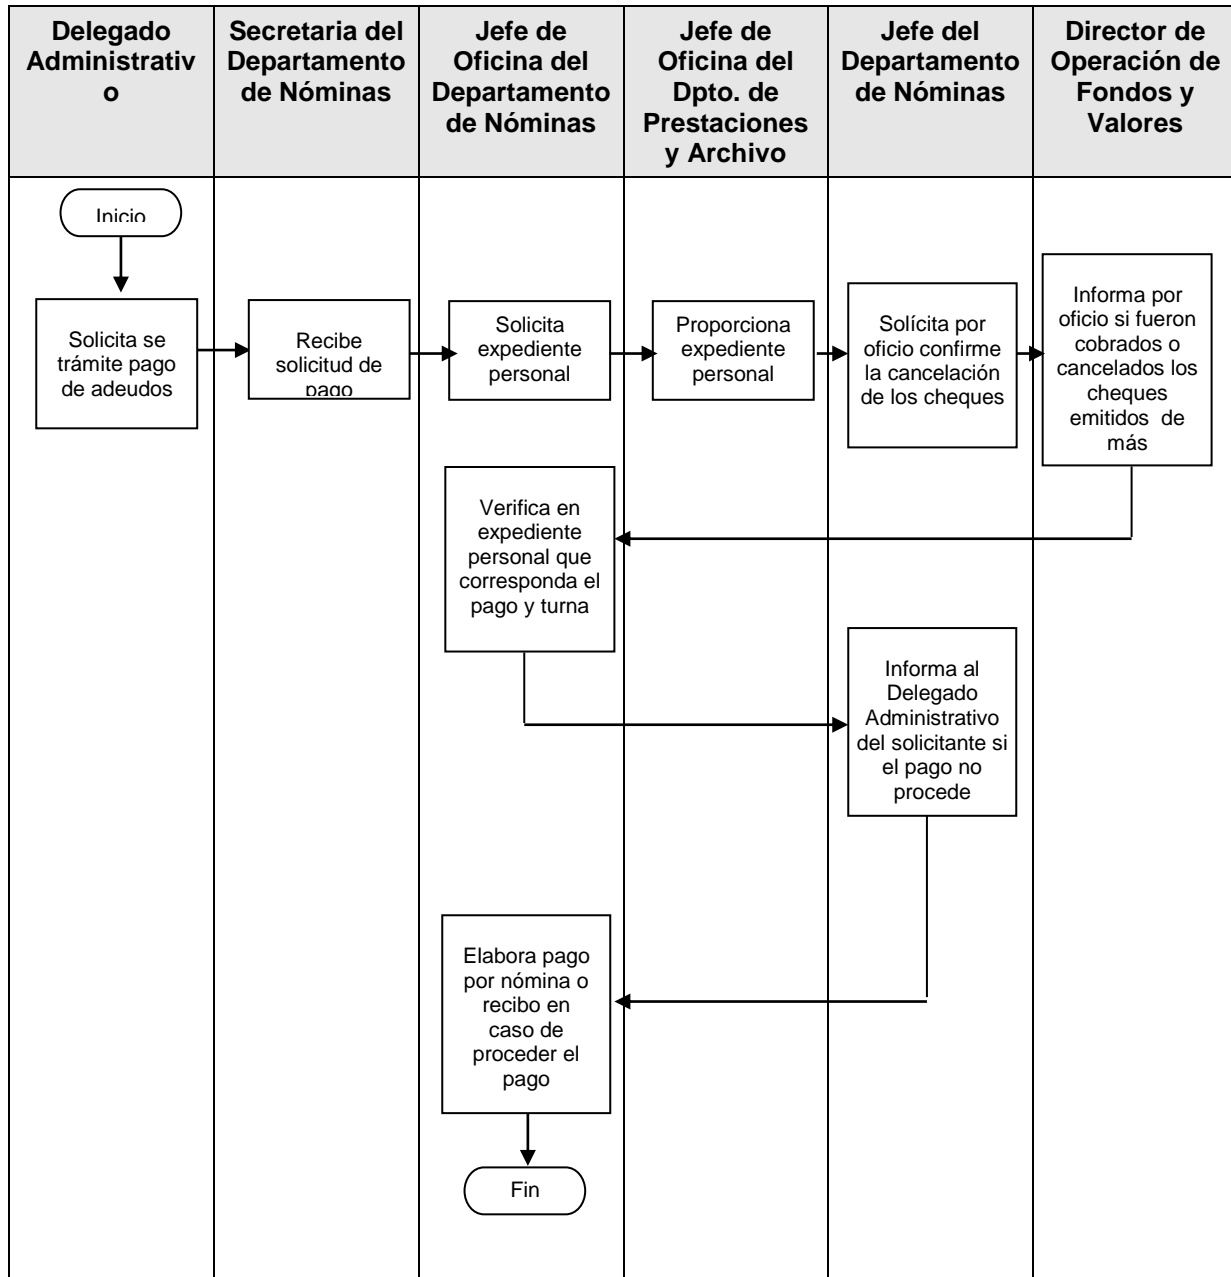 Delegado
Administrativ
o
Secretaria del
Departamento
de Nóminas
Jefe de
Oficina del
Departamento
de Nóminas
Jefe de
Oficina del
Dpto. de
Prestaciones
y Archivo
Jefe del
Departamento
de Nóminas
Director de
Operación de
Fondos y
Valores
Inicio
Solicita se
trámite pago
de adeudos
Recibe
solicitud de
pago
Solicita
expediente
personal
Proporciona
expediente
personal
Solícita por
oficio confirme
la cancelación
de los cheques
Informa por
oficio si fueron
cobrados o
cancelados los
cheques
emitidos de
más
Verifica en
expediente
personal que
corresponda el
pago y turna
Informa al
Delegado
Administrativo
del solicitante si
el pago no
procede
Elabora pago
por nómina o
recibo en
caso de
proceder el
pago
Fin